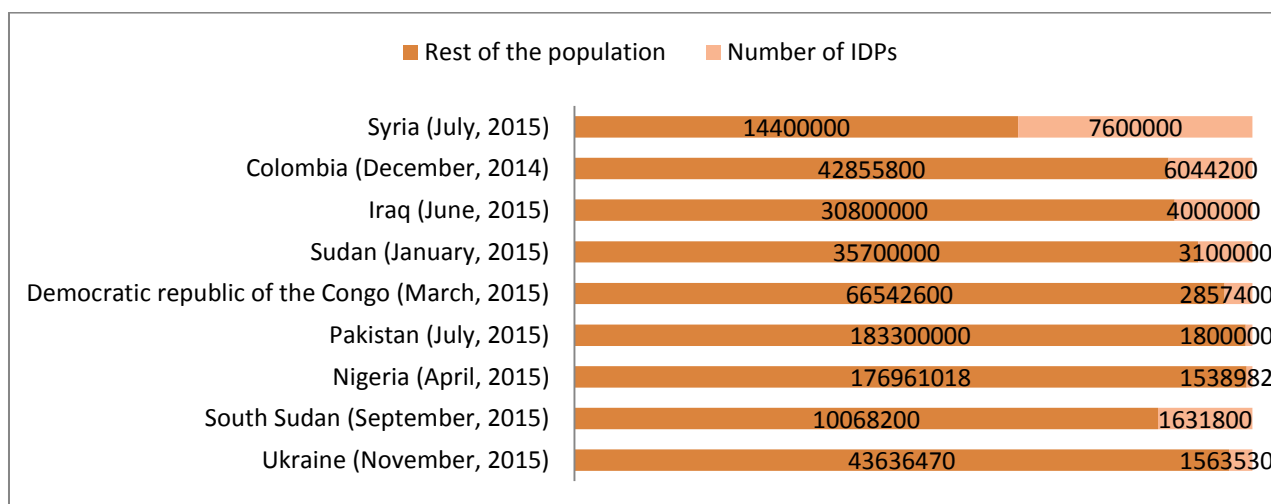 Rest of the population Number of IDPs
Syria (July, 2015) 14400000 7600000
Colombia (December, 2014) 42855800 6044200
Iraq (June, 2015) 30800000 4000000
Sudan (January, 2015) 35700000 3100000
Democratic republic of the Congo (March, 2015) 66542600 2857400
Pakistan (July, 2015) 183300000 1800000
Nigeria (April, 2015) 176961018 1538982
South Sudan (September, 2015) 10068200 1631800
Ukraine (November, 2015) 43636470 1563530